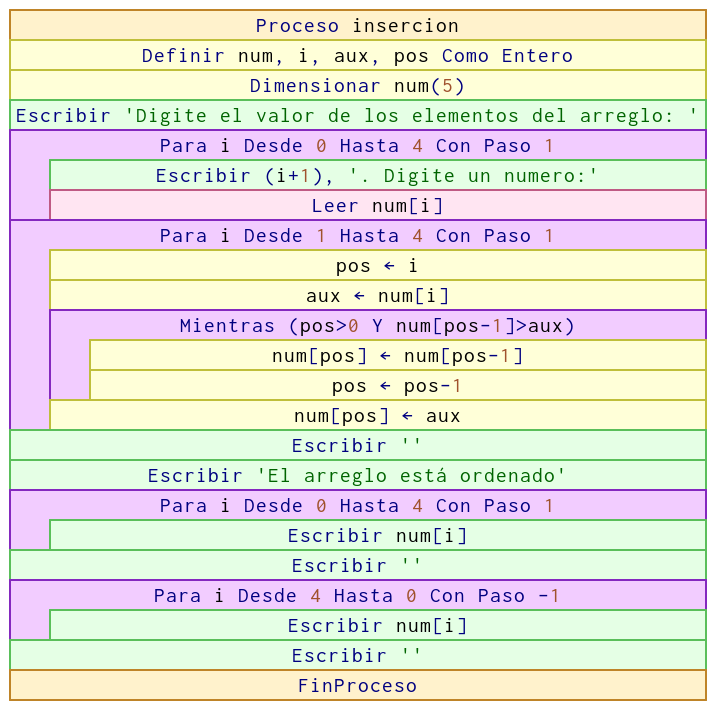 Proceso insercion
Definir num, i, aux, pos Como Entero
Dimensionar num(5)
Escribir 'Digite el valor de los elementos del arreglo: '
Para i Desde 0 Hasta 4 Con Paso 1
Escribir (i+1), '. Digite un numero:'
Leer num[i]
Para i Desde 1 Hasta 4 Con Paso 1
pos ← i
aux ← num[i]
Mientras (pos>0 Y num[pos-1]>aux)
num[pos] ← num[pos-1]
pos ← pos-1
num[pos] ← aux
Escribir ''
Escribir 'El arreglo está ordenado'
Para i Desde 0 Hasta 4 Con Paso 1
Escribir num[i]
Escribir ''
Para i Desde 4 Hasta 0 Con Paso -1
Escribir num[i]
Escribir ''
FinProceso